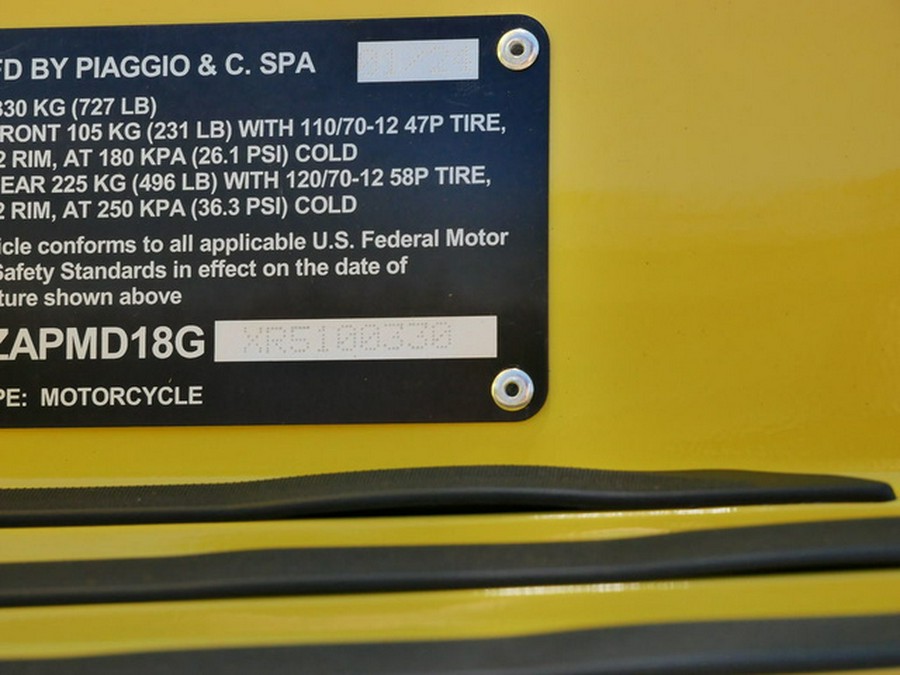 FD BY PIAGGIO & C. SPA
330 KG (727 LB)
RONT 105 KG (231 LB) WITH 110/70-12 47P TIRE,
2 RIM, AT 180 KPA (26.1 PSI) COLD
EAR 225 KG (496 LB) WITH 120/70-12 58P TIRE,
2 RIM, AT 250 KPA (36.3 PSI) COLD
icle conforms to all applicable U.S. Federal Motor
Safety Standards in effect on the date of
ture shown above
ZAPMD18G XR5100330
PE: MOTORCYCLE